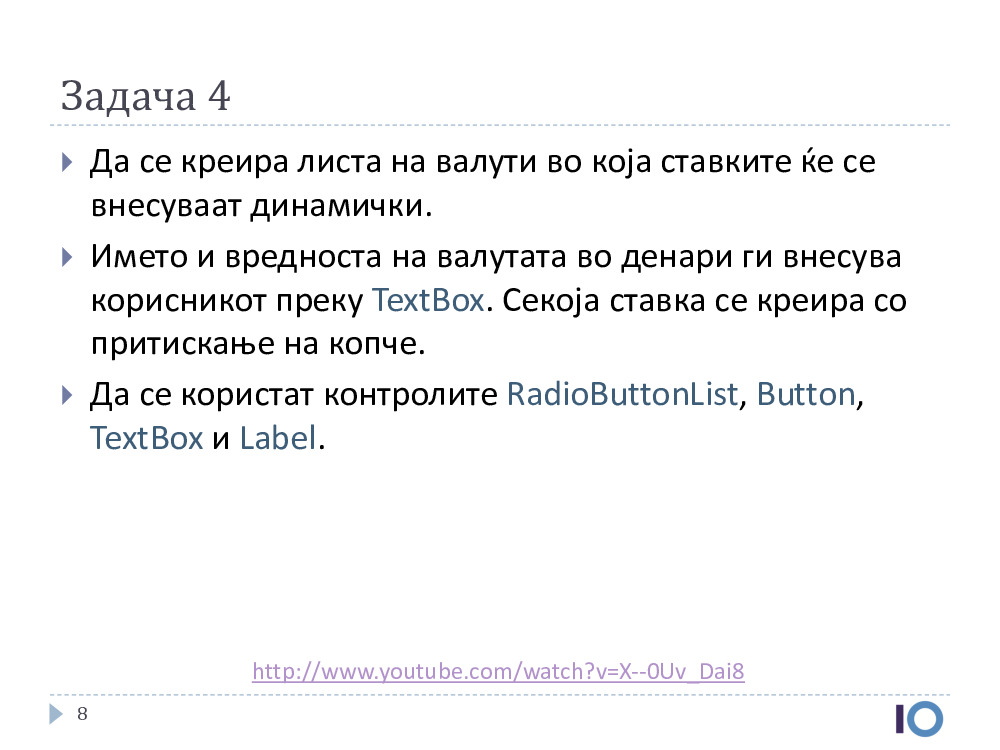 Задача 4
Да се креира листа на валути во која ставките ќе се
внесуваат динамички.
Името и вредноста на валутата во денари ги внесува
корисникот преку TextBox. Секоја ставка се креира со
притискање на копче.
Да се користат контролите RadioButtonList, Button,
TextBox и Label.
http://www.youtube.com/watch?v=X--0Uv_Dai8
8
IO